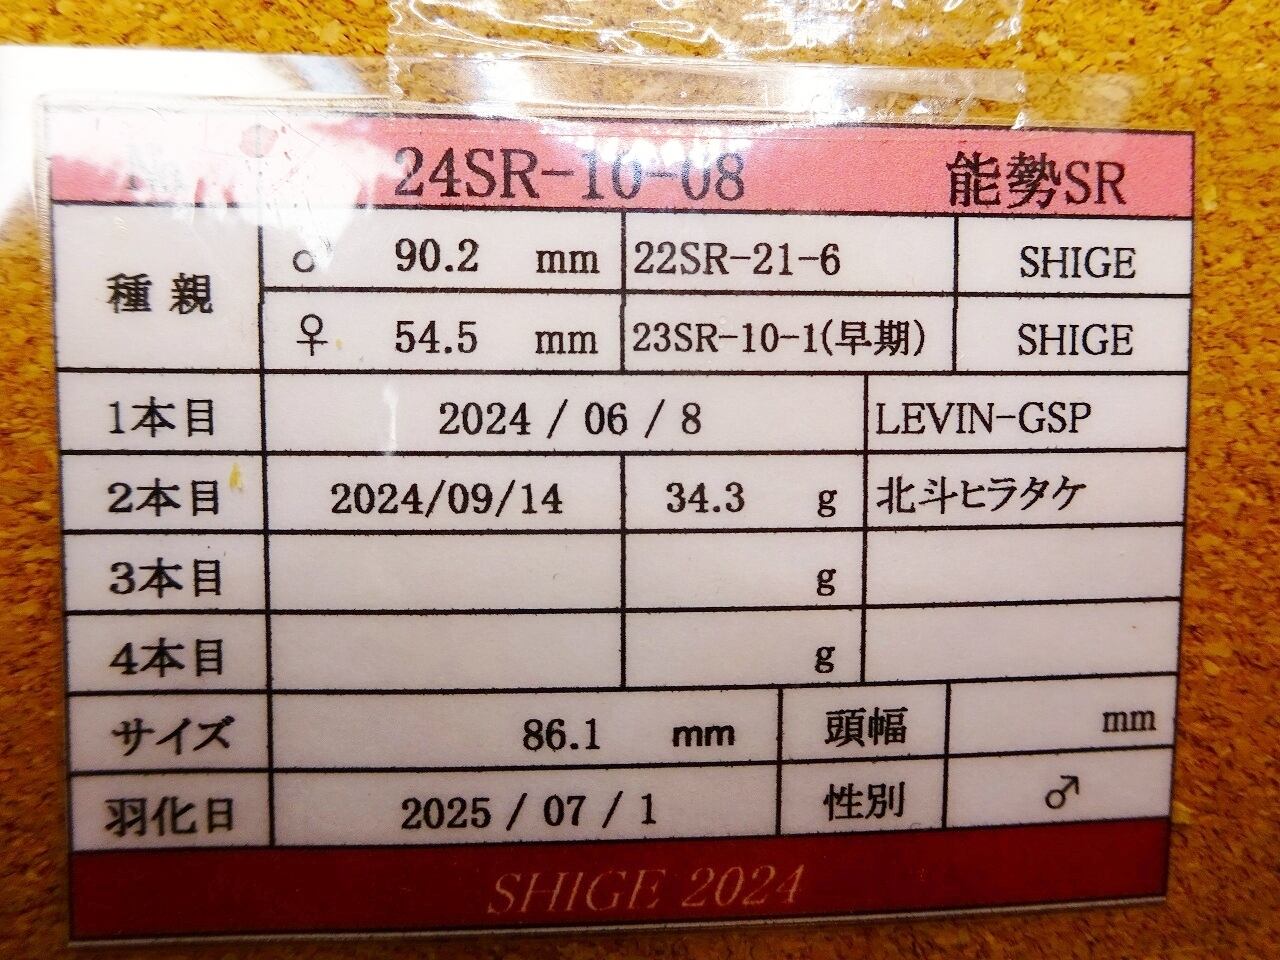 24SR-10-08 能勢SR
種親 ♂ 90.2 mm 22SR-21-6 SHIGE
♀ 54.5 mm 23SR-10-1(早期) SHIGE
1本目 2024 / 06 / 8 LEVIN-GSP
2本目 2024/09/14 34.3 g 北斗ヒラタケ
3本目 g
4本目 g
サイズ 86.1 mm 頭幅 mm
羽化日 2025 / 07 / 1 性別 ♂
SHIGE 2024